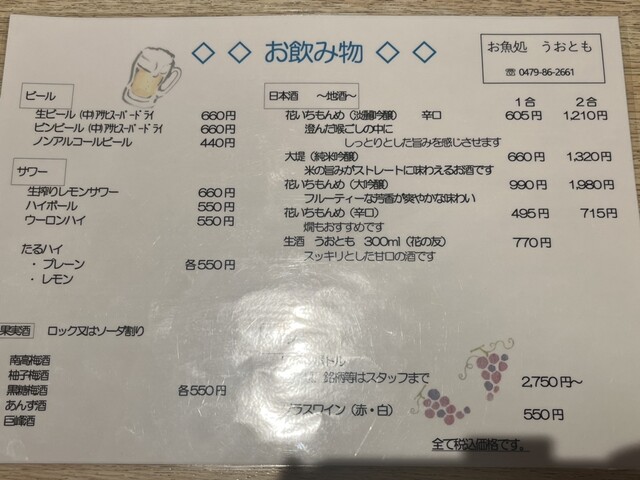 ◇ ◇ お飲み物 ◇ ◇
お魚処 うおとも
☏ 0479-86-2661
ビール
生ビール (中)アサヒスーパードライ 660円
ビンビール (中)アサヒスーパードライ 660円
ノンアルコールビール 440円
サワー
生搾りレモンサワー 660円
ハイボール 550円
ウーロンハイ 550円
たるハイ
・プレーン 各550円
・レモン
果実酒 ロック又はソーダ割り
南高梅酒
柚子梅酒
黒糖梅酒 各550円
あんず酒
巨峰酒
日本酒 ～地酒～
1合 2合
花いちもんめ（淡麗吟醸） 辛口 605円 1,210円
澄んだ喉ごしの中に
しっとりとした旨みを感じさせます
大堤（純米吟醸） 660円 1,320円
米の旨みがストレートに味わえるお酒です
花いちもんめ（大吟醸） 990円 1,980円
フルーティーな芳香が爽やかな味わい
花いちもんめ（辛口） 495円 715円
燗もおすすめです
生酒 うおとも 300ml（花の友） 770円
スッキリとした甘口の酒です
ボトル
銘柄等はスタッフまで 2,750円～
グラスワイン（赤・白） 550円
全て税込価格です。